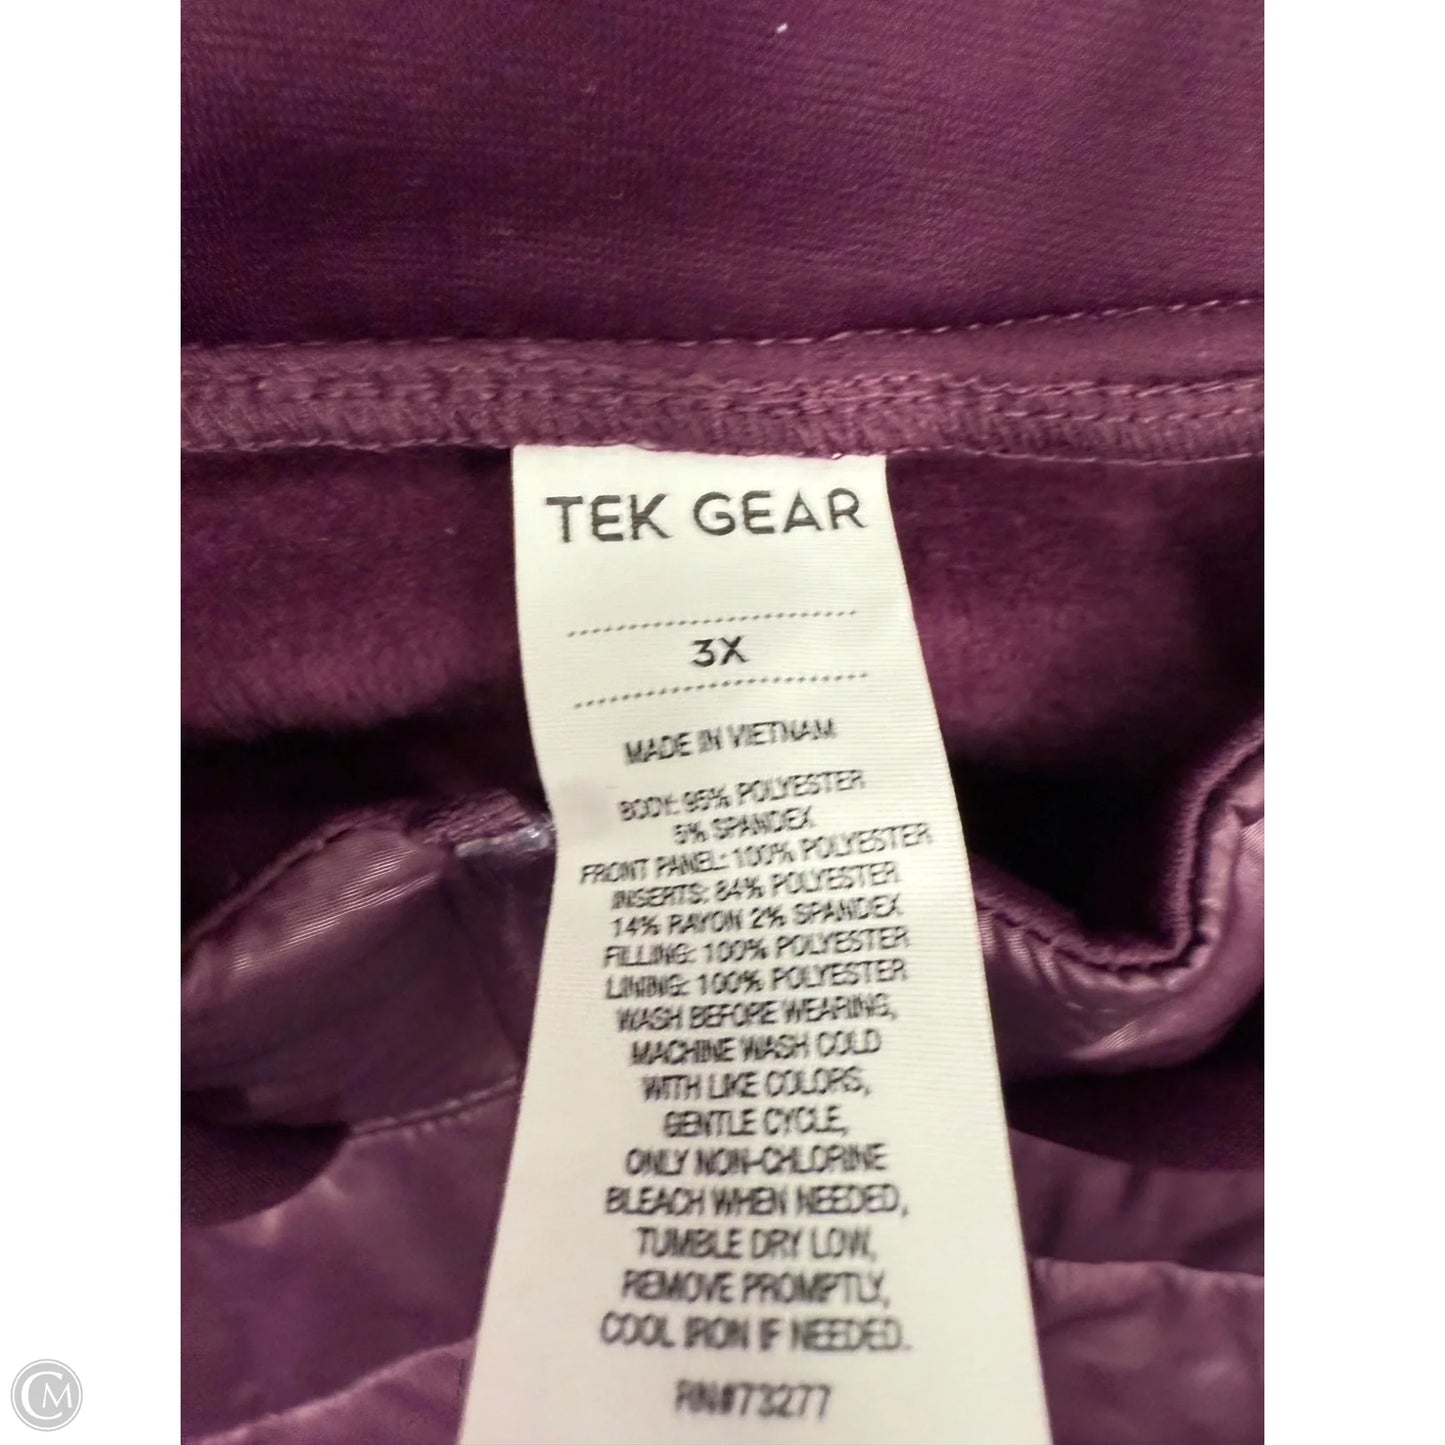 TEK GEAR
3X
MADE IN VIETNAM
BODY: 95% POLYESTER
5% SPANDEX
FRONT PANEL: 100% POLYESTER
INSERTS: 84% POLYESTER
14% RAYON 2% SPANDEX
FILLING: 100% POLYESTER
LINING: 100% POLYESTER
WASH BEFORE WEARING,
MACHINE WASH COLD
WITH LIKE COLORS,
GENTLE CYCLE,
ONLY NON-CHLORINE
BLEACH WHEN NEEDED,
TUMBLE DRY LOW,
REMOVE PROMPTLY,
COOL IRON IF NEEDED.
RN#73277
CM